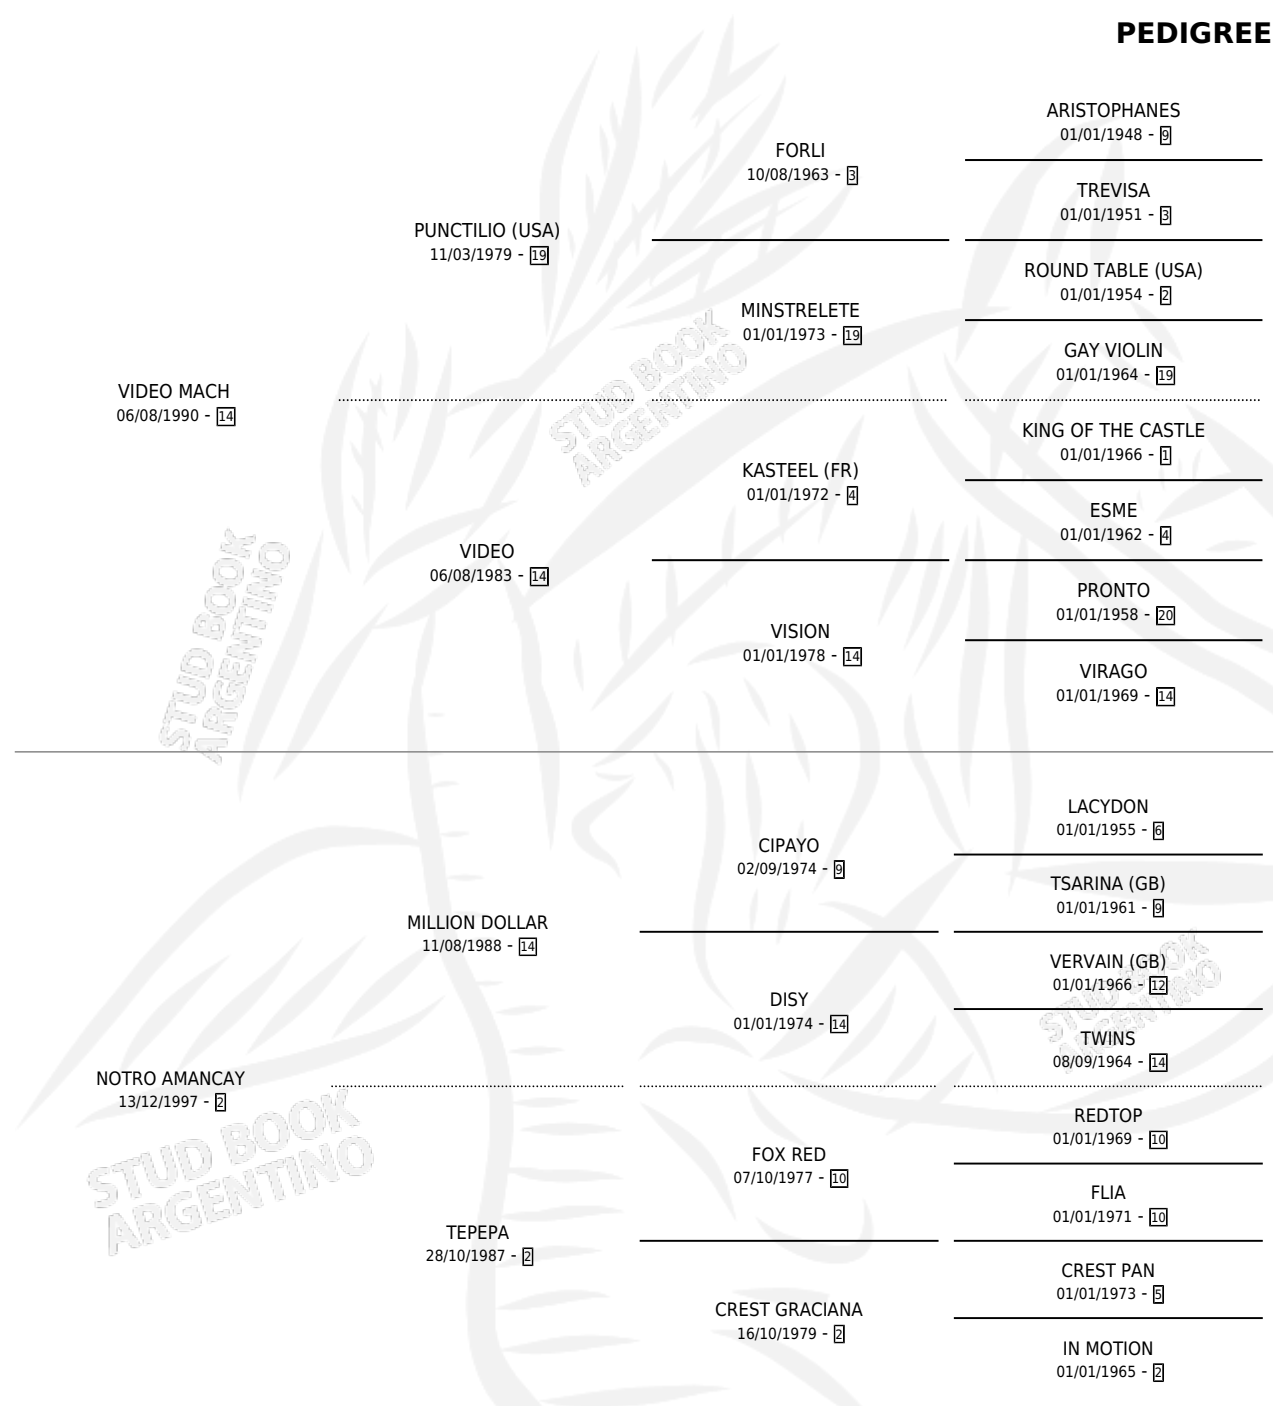 PEDIGREE
ARISTOPHANES
01/01/1948 - 9
FORLI
10/08/1963 - 3
TREVISA
01/01/1951 - 3
PUNCTILIO (USA)
11/03/1979 - 19
ROUND TABLE (USA)
01/01/1954 - 2
MINSTRELETE
01/01/1973 - 19
GAY VIOLIN
01/01/1964 - 19
VIDEO MACH
06/08/1990 - 14
KING OF THE CASTLE
01/01/1966 - 1
KASTEEL (FR)
01/01/1972 - 4
ESME
01/01/1962 - 4
VIDEO
06/08/1983 - 14
PRONTO
01/01/1958 - 20
VISION
01/01/1978 - 14
VIRAGO
01/01/1969 - 14
LACYDON
01/01/1955 - 6
CIPAYO
02/09/1974 - 9
TSARINA (GB)
01/01/1961 - 9
MILLION DOLLAR
11/08/1988 - 14
VERVAIN (GB)
01/01/1966 - 12
DISY
01/01/1974 - 14
TWINS
08/09/1964 - 14
NOTRO AMANCAY
13/12/1997 - 2
REDTOP
01/01/1969 - 10
FOX RED
07/10/1977 - 10
FLIA
01/01/1971 - 10
TEPEPA
28/10/1987 - 2
CREST PAN
01/01/1973 - 5
CREST GRACIANA
16/10/1979 - 2
IN MOTION
01/01/1965 - 2
STUD BOOK
ARGENTINO
STUD BOOK
ARGENTINO
STUD BOOK
ARGENTINO
STUD BOOK
ARGENTINO